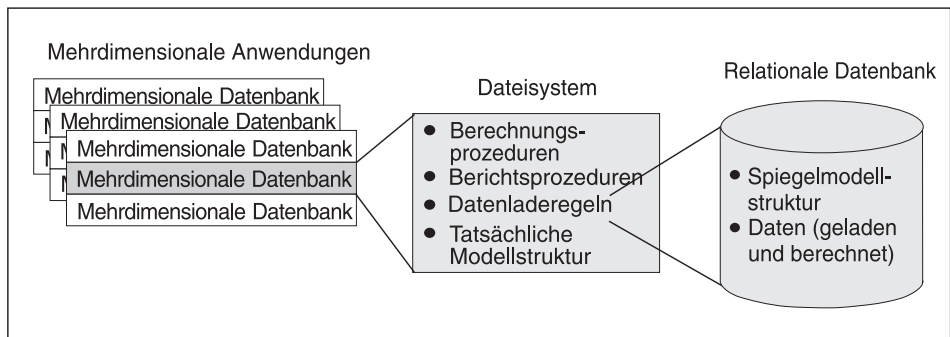 Mehrdimensionale Anwendungen
Mehrdimensionale Datenbank
Mehrdimensionale Datenbank
Mehrdimensionale Datenbank
Mehrdimensionale Datenbank
Mehrdimensionale Datenbank
Dateisystem
● Berechnungs-
prozeduren
● Berichtsprozeduren
● Datenladeregeln
● Tatsächliche
Modellstruktur
Relationale Datenbank
● Spiegelmodell-
struktur
● Daten (geladen
und berechnet)